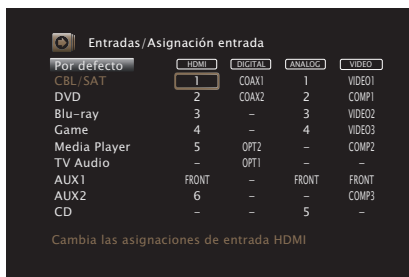 Entradas/Asignación entrada
Por defecto HDMI DIGITAL ANALOG VIDEO
CBL/SAT 1 COAX1 1 VIDEO1
DVD 2 COAX2 2 COMP1
Blu-ray 3 – 3 VIDEO2
Game 4 – 4 VIDEO3
Media Player 5 OPT2 – COMP2
TV Audio – OPT1 – –
AUX1 FRONT – FRONT FRONT
AUX2 6 – – COMP3
CD – – 5 –
Cambia las asignaciones de entrada HDMI